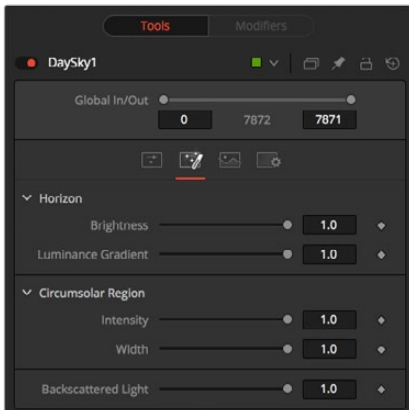 Tools Modifiers
DaySky1
Global In/Out
0 7872 7871
Horizon
Brightness 1.0
Luminance Gradient 1.0
Circumsolar Region
Intensity 1.0
Width 1.0
Backscattered Light 1.0